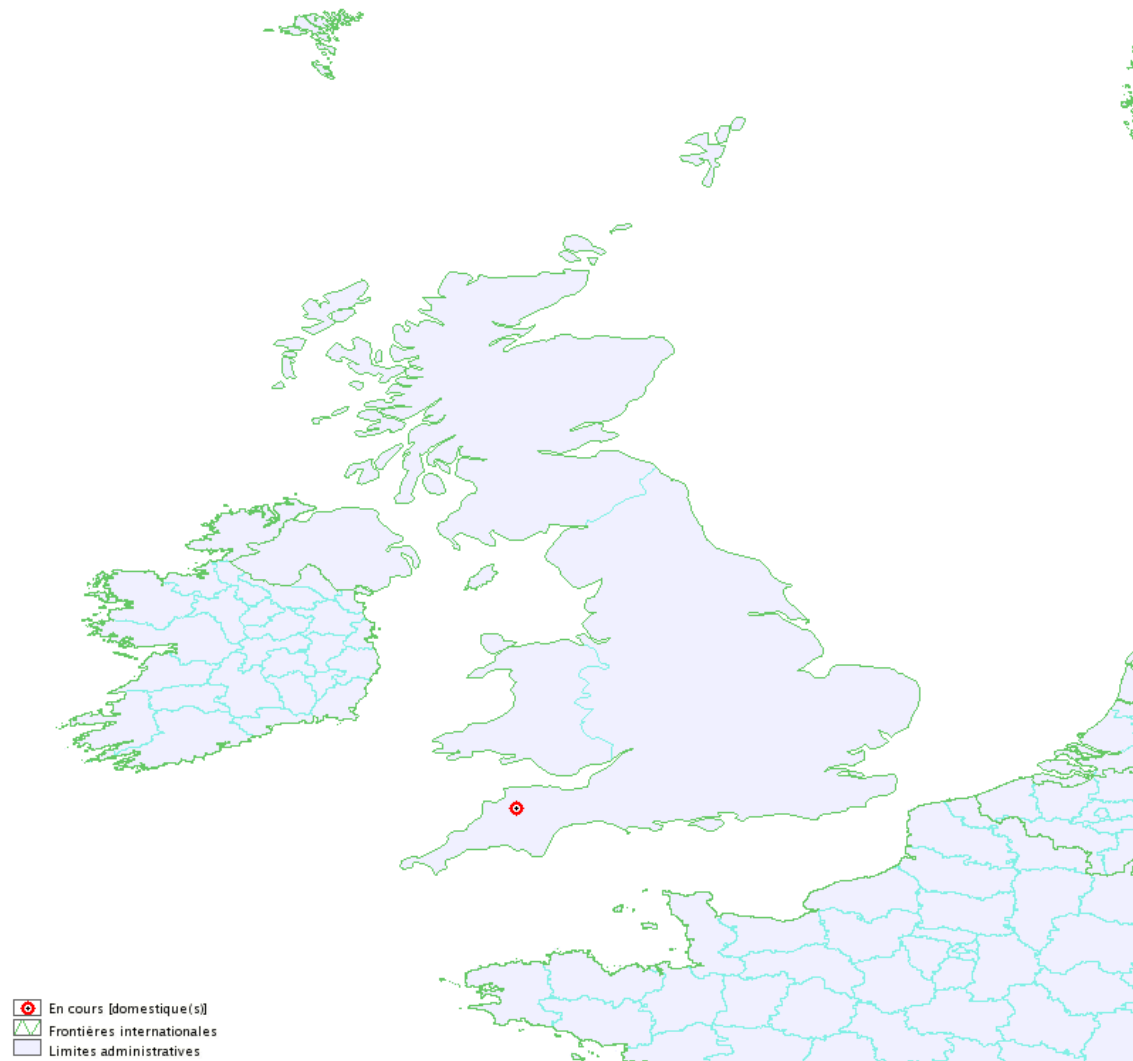 En cours [domestique(s)]
Frontières internationales
Limites administratives